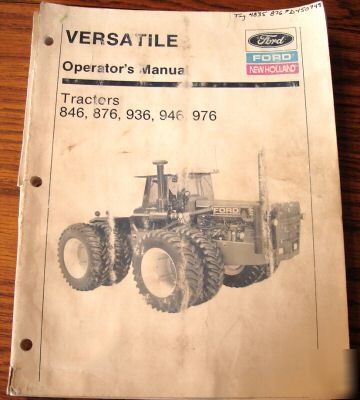 VERSATILE
Operator's Manual
Tractors
846, 876, 936, 946, 976
Ford
FORD
NEW HOLLAND
FORD